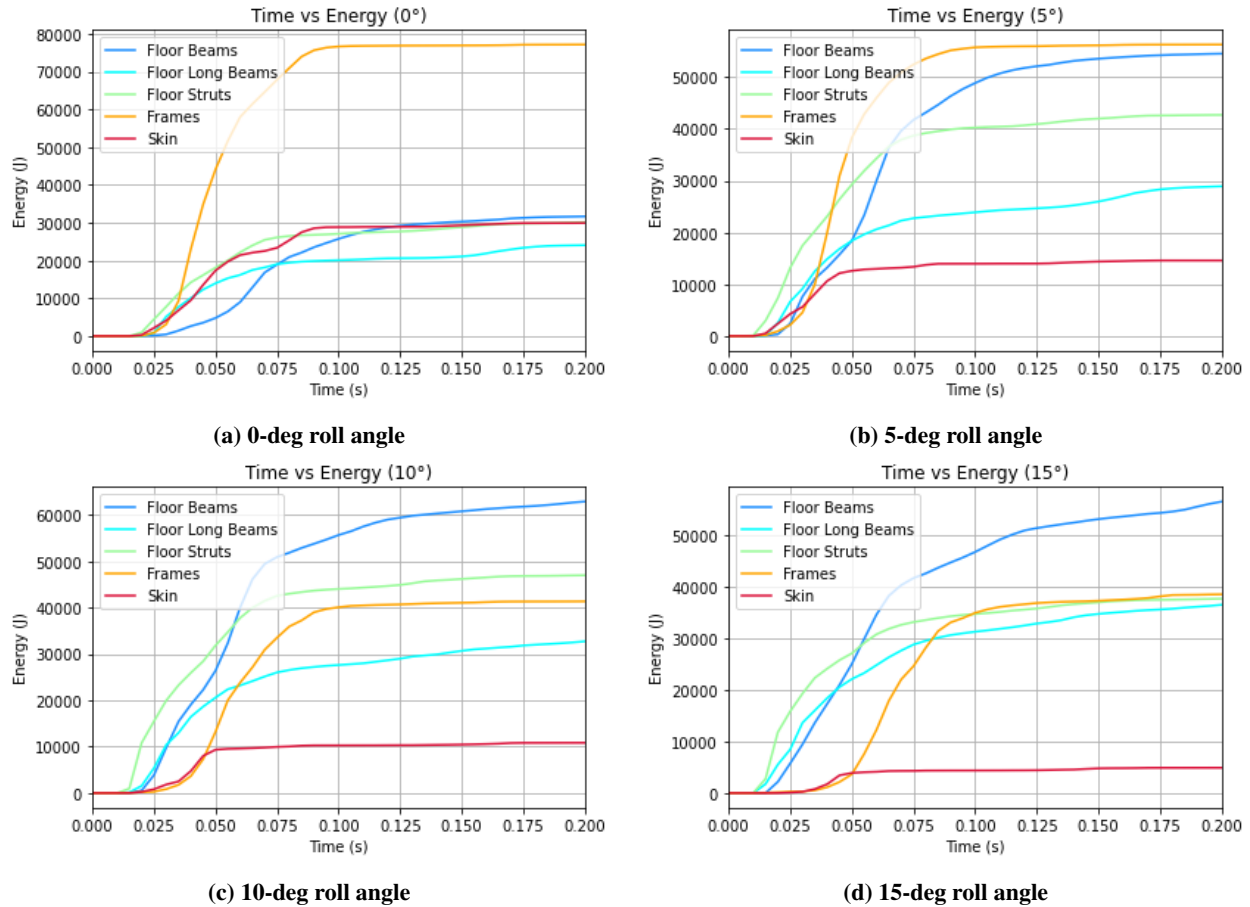 Time vs Energy (0°)
Floor Beams
Floor Long Beams
Floor Struts
Frames
Skin
80000
70000
60000
50000
40000
30000
20000
10000
0
Energy (J)
0.000 0.025 0.050 0.075 0.100 0.125 0.150 0.175 0.200
Time (s)
(a) 0-deg roll angle
Time vs Energy (5°)
Floor Beams
Floor Long Beams
Floor Struts
Frames
Skin
50000
40000
30000
20000
10000
0
Energy (J)
0.000 0.025 0.050 0.075 0.100 0.125 0.150 0.175 0.200
Time (s)
(b) 5-deg roll angle
Time vs Energy (10°)
Floor Beams
Floor Long Beams
Floor Struts
Frames
Skin
60000
50000
40000
30000
20000
10000
0
Energy (J)
0.000 0.025 0.050 0.075 0.100 0.125 0.150 0.175 0.200
Time (s)
(c) 10-deg roll angle
Time vs Energy (15°)
Floor Beams
Floor Long Beams
Floor Struts
Frames
Skin
50000
40000
30000
20000
10000
0
Energy (J)
0.000 0.025 0.050 0.075 0.100 0.125 0.150 0.175 0.200
Time (s)
(d) 15-deg roll angle